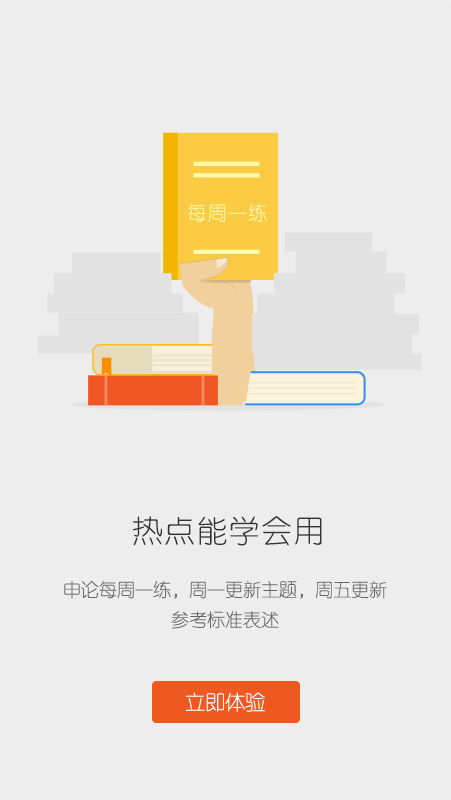 每周一练
热点能学会用
申论每周一练，周一更新主题，周五更新
参考标准表述
立即体验